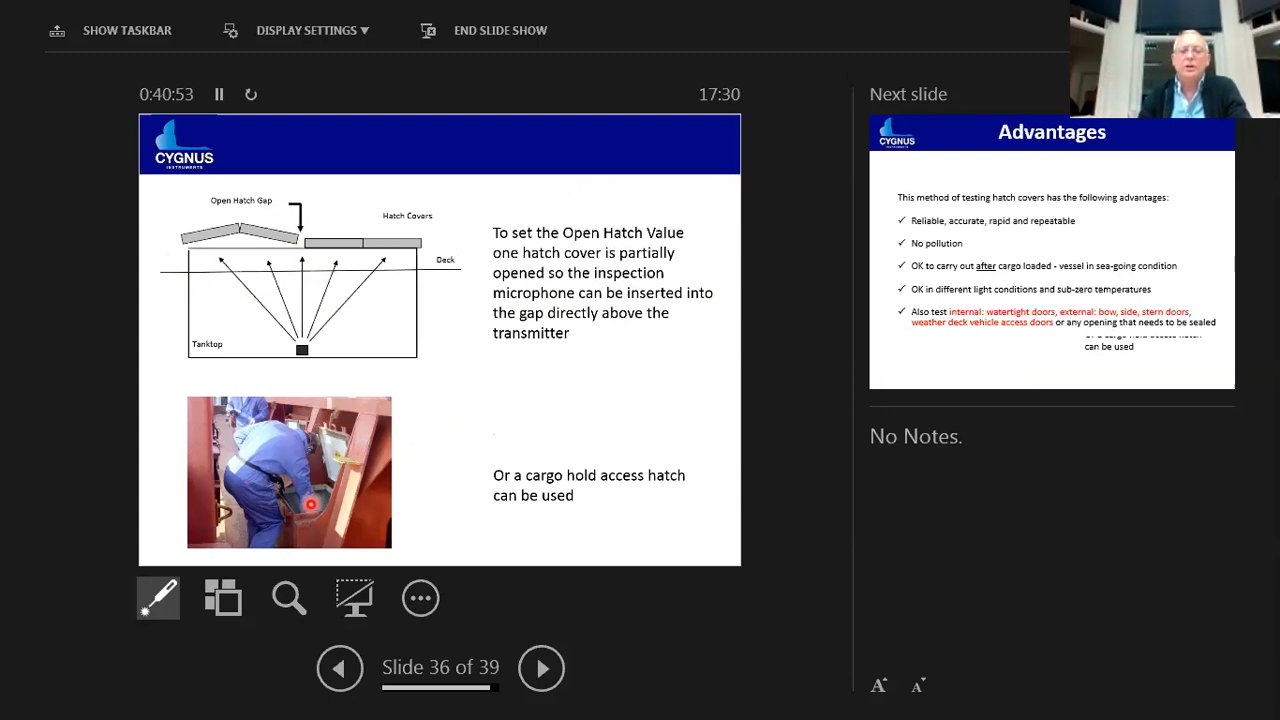 SHOW TASKBAR
DISPLAY SETTINGS ▼
END SLIDE SHOW
0:40:53
17:30
Next slide
CYGNUS
INSTRUMENTS
Open Hatch Gap
Hatch Covers
Deck
Tanktop
To set the Open Hatch Value
one hatch cover is partially
opened so the inspection
microphone can be inserted into
the gap directly above the
transmitter
Or a cargo hold access hatch
can be used
CYGNUS
INSTRUMENTS
Advantages
This method of testing hatch covers has the following advantages:
✓ Reliable, accurate, rapid and repeatable
✓ No pollution
✓ OK to carry out after cargo loaded - vessel in sea-going condition
✓ OK in different light conditions and sub-zero temperatures
✓ Also test internal: watertight doors, external: bow, side, stern doors,
weather deck vehicle access doors or any opening that needs to be sealed
Or a cargo hold access hatch
can be used
No Notes.
Slide 36 of 39
A A